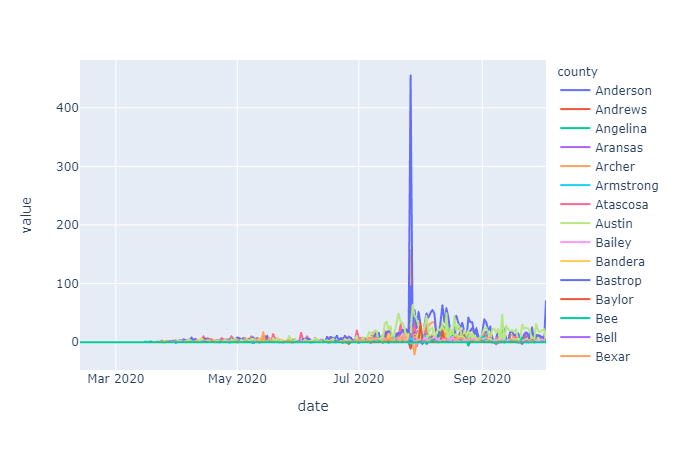 county
Anderson
Andrews
Angelina
Aransas
Archer
Armstrong
Atascosa
Austin
Bailey
Bandera
Bastrop
Baylor
Bee
Bell
Bexar
value
400
300
200
100
0
Mar 2020 May 2020 Jul 2020 Sep 2020
date